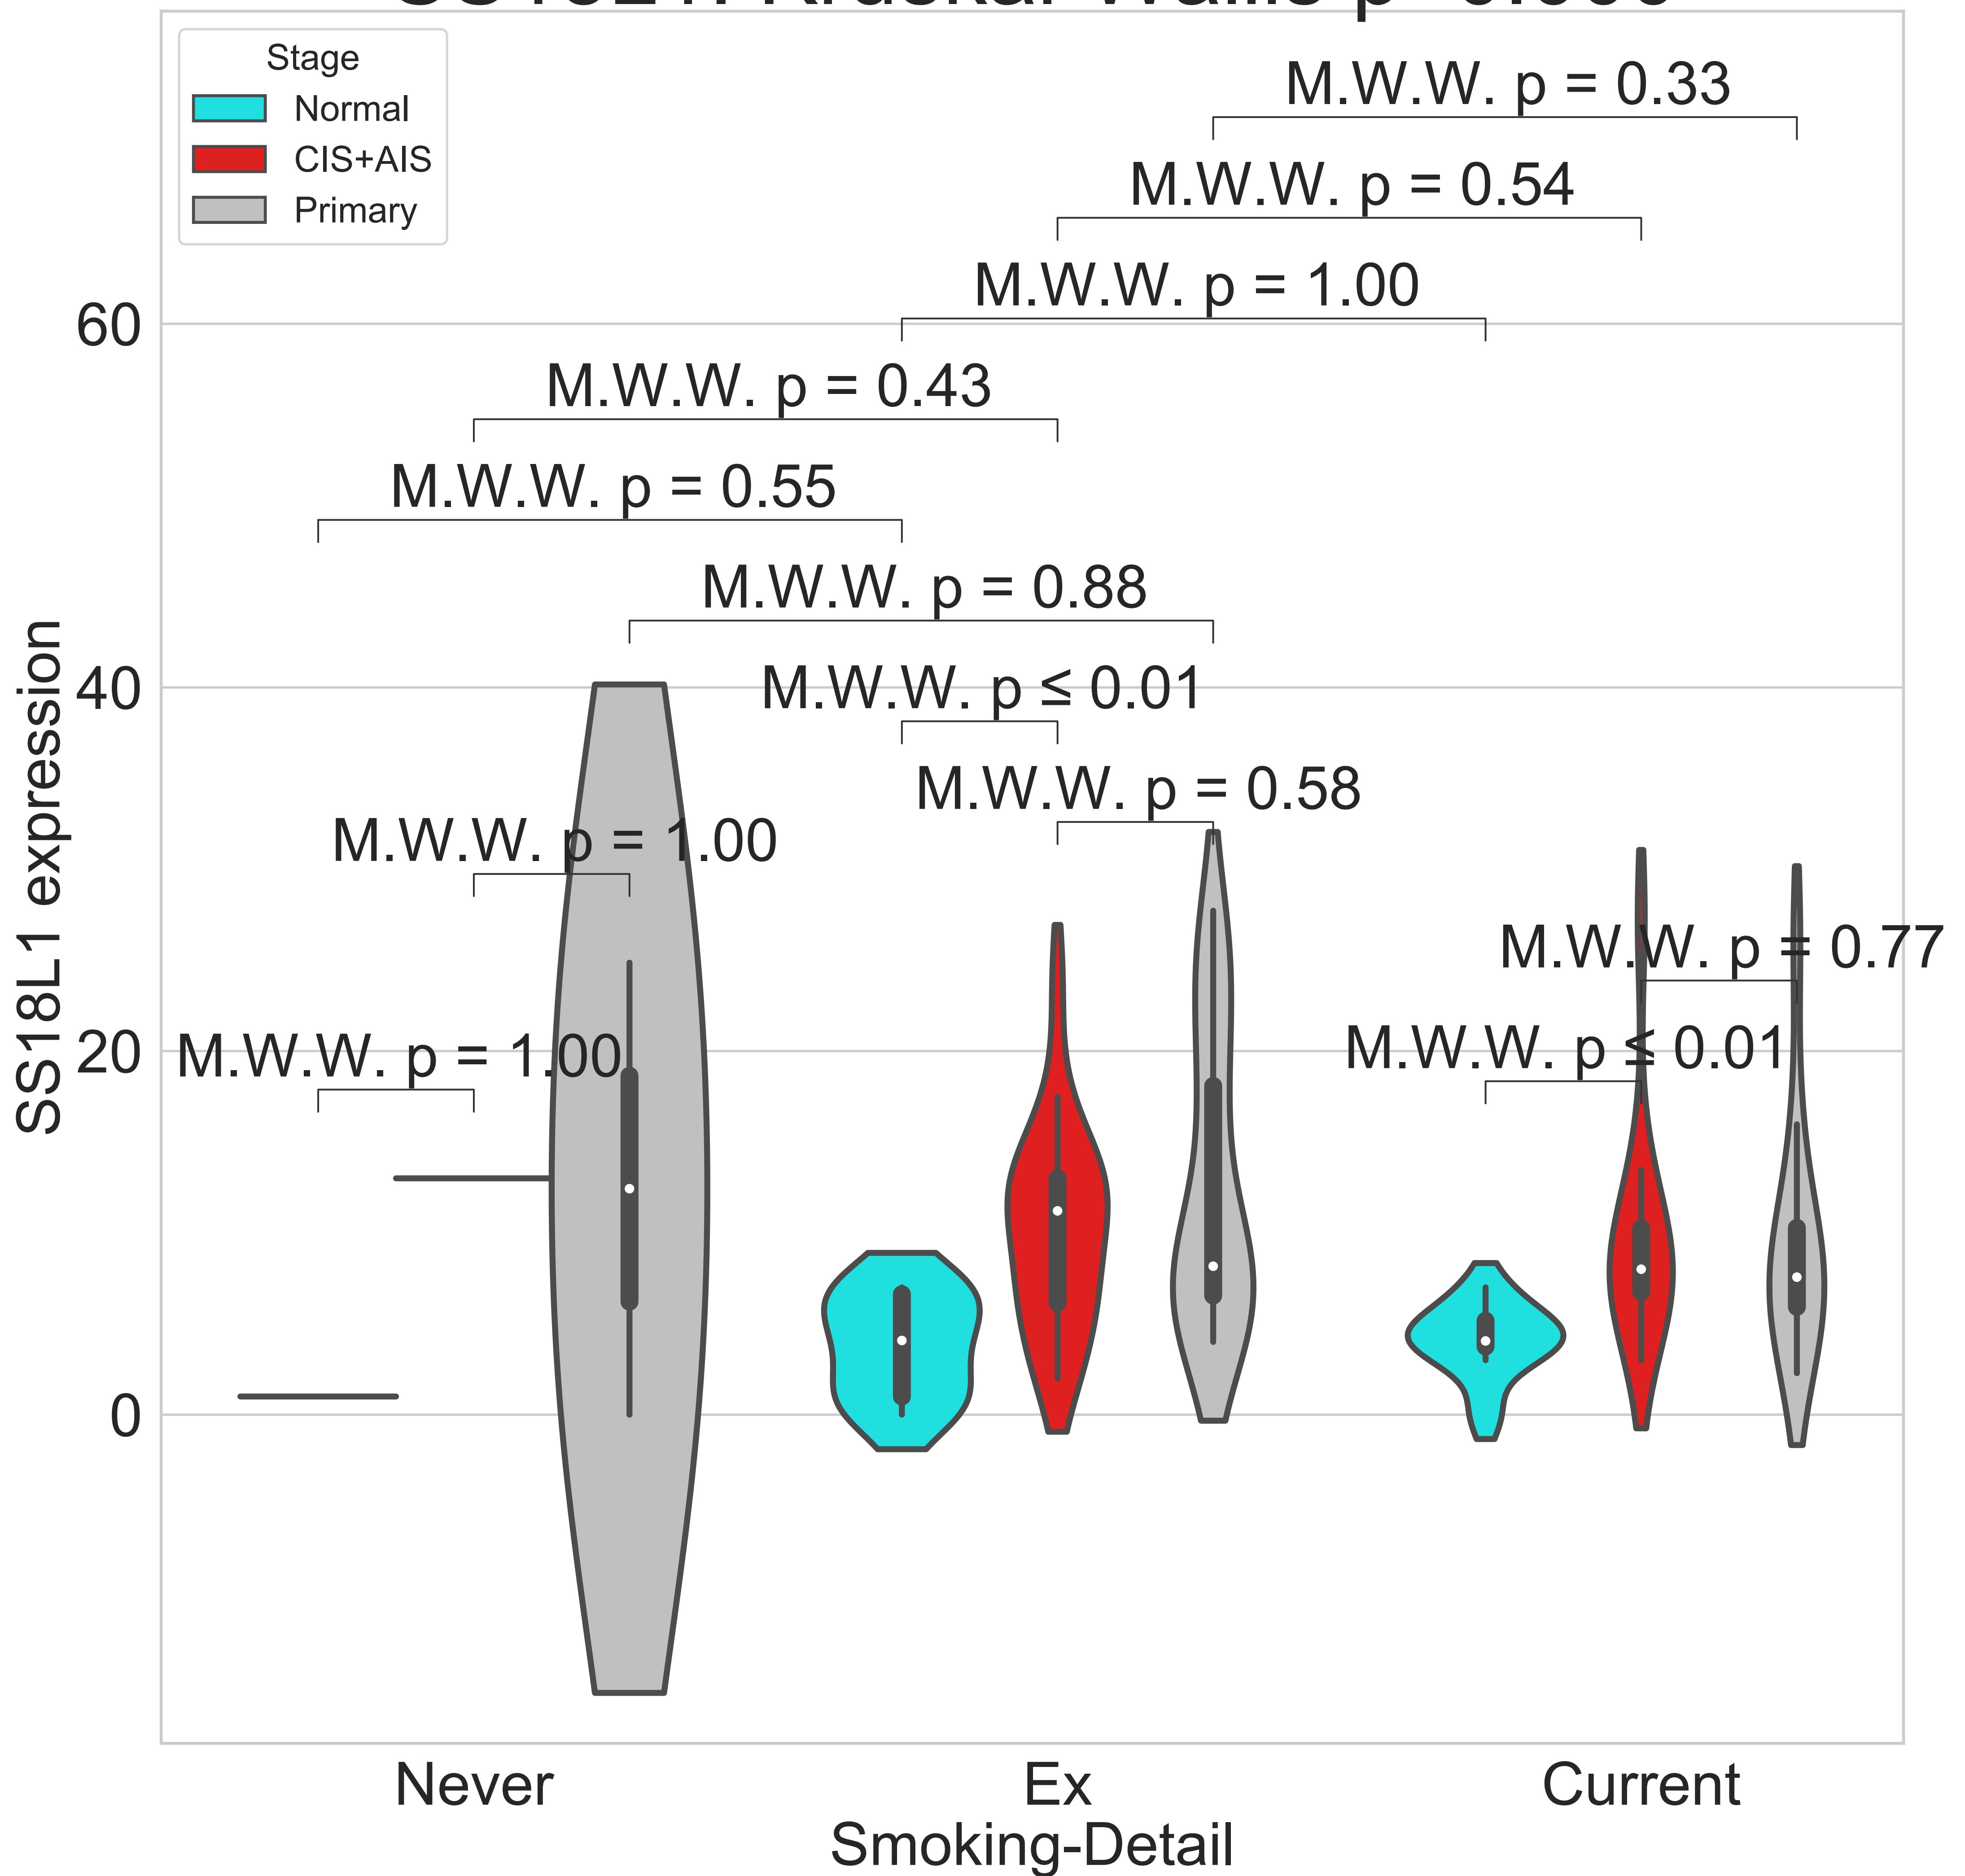 Stage
Normal
CIS+AIS
Primary
M.W.W. p = 0.33
M.W.W. p = 0.54
M.W.W. p = 1.00
60
M.W.W. p = 0.43
M.W.W. p = 0.55
M.W.W. p = 0.88
M.W.W. p ≤ 0.01
40
M.W.W. p = 0.58
M.W.W. p = 1.00
M.W.W. p = 0.77
M.W.W. p = 1.00
M.W.W. p ≤ 0.01
20
0
SS18L1 expression
Never
Ex
Current
Smoking-Detail